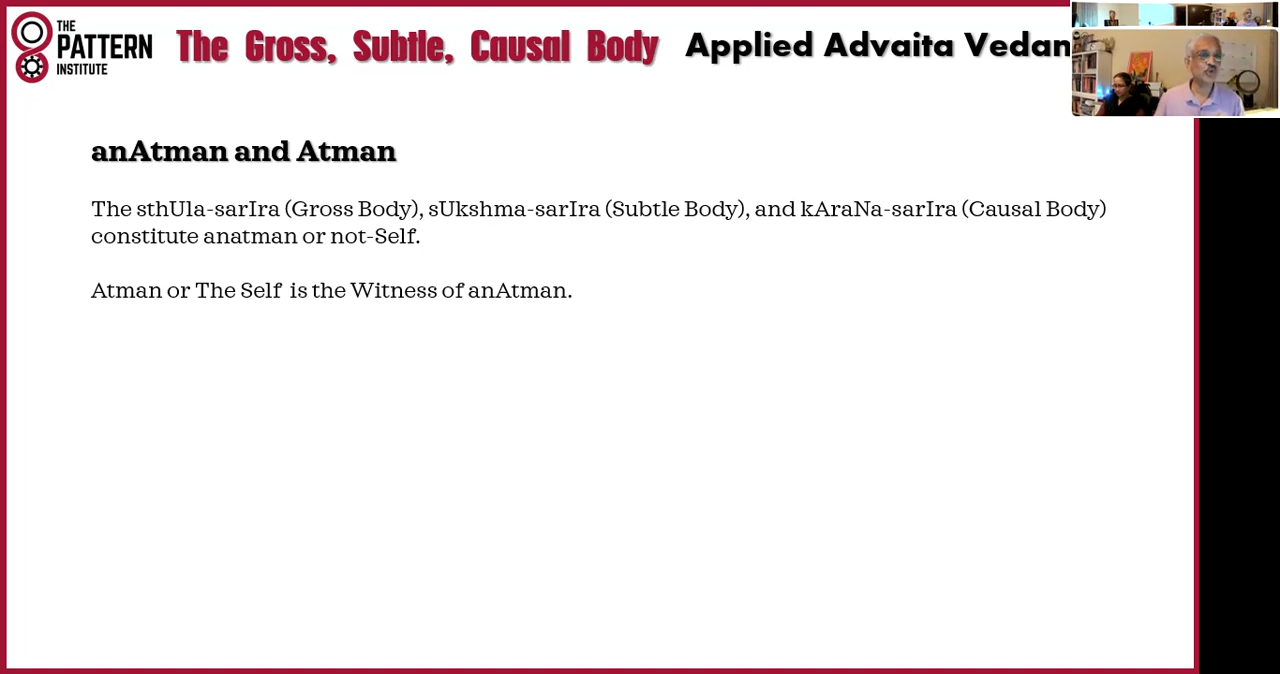 THE
PATTERN
INSTITUTE
The Gross, Subtle, Causal Body
Applied Advaita Vedan
anAtman and Atman
The sthUla-sarIra (Gross Body), sUkshma-sarIra (Subtle Body), and kAraNa-sarIra (Causal Body)
constitute anatman or not-Self.
Atman or The Self is the Witness of anAtman.